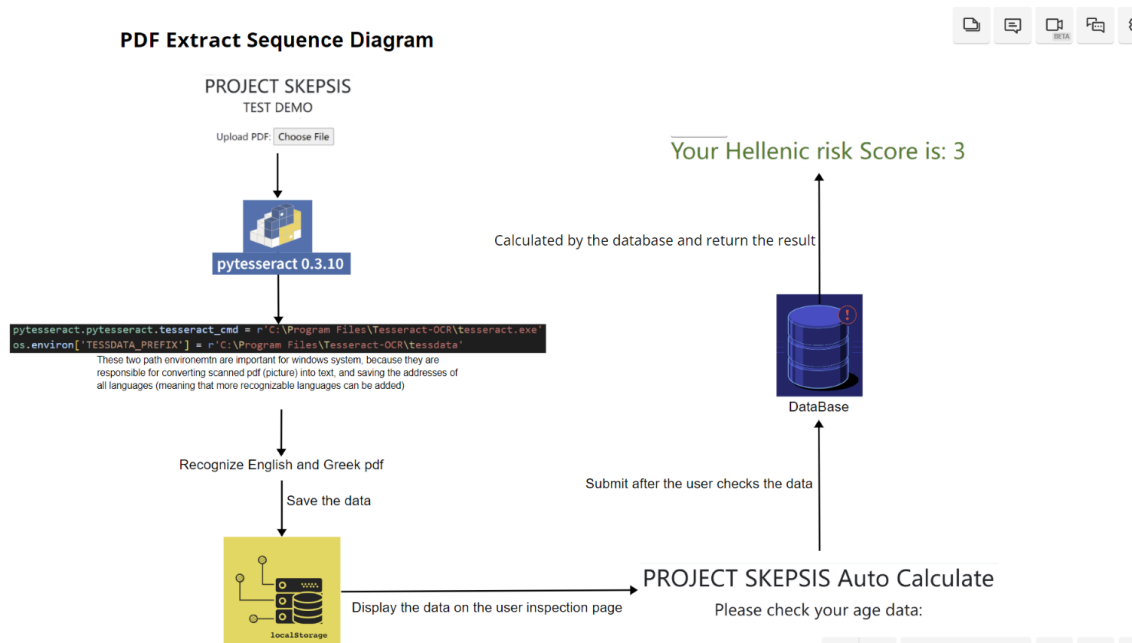 PDF Extract Sequence Diagram
BETA
PROJECT SKEPSIS
TEST DEMO
Upload PDF: Choose File
pytesseract 0.3.10
pytesseract.pytesseract.tesseract_cmd = r'C:\Program Files\Tesseract-OCR\tesseract.exe'
os.environ['TESSDATA_PREFIX'] = r'C:\Program Files\Tesseract-OCR\tessdata'
These two path environemtn are important for windows system, because they are
responsible for converting scanned pdf (picture) into text, and saving the addresses of
all languages (meaning that more recognizable languages can be added)
Recognize English and Greek pdf
Save the data
localStorage
Display the data on the user inspection page
PROJECT SKEPSIS Auto Calculate
Please check your age data:
Submit after the user checks the data
DataBase
Calculated by the database and return the result
Your Hellenic risk Score is: 3